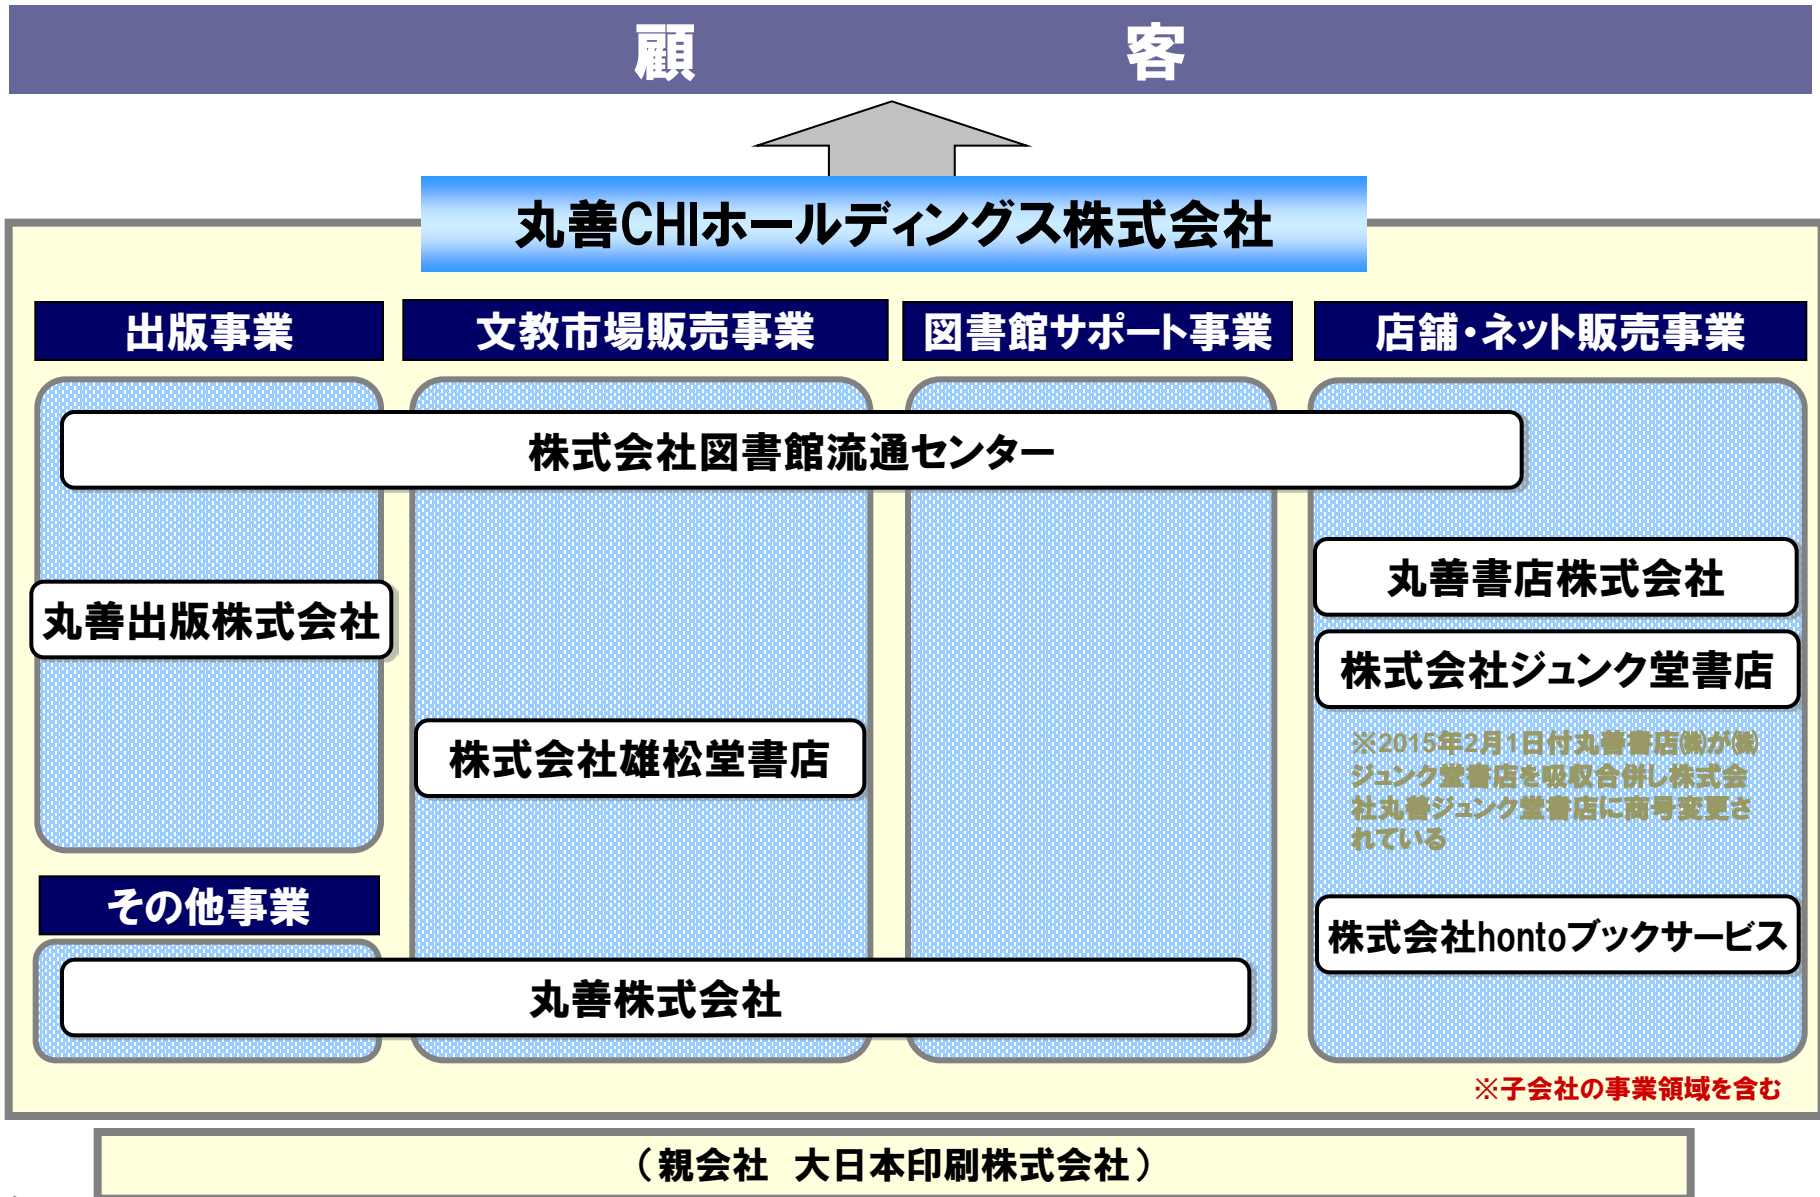 顧客
丸善CHIホールディングス株式会社
出版事業
文教市場販売事業
図書館サポート事業
店舗・ネット販売事業
株式会社図書館流通センター
丸善書店株式会社
丸善出版株式会社
株式会社ジュンク堂書店
株式会社雄松堂書店
※2015年2月1日付丸善書店㈱が㈱
ジュンク堂書店を吸収合併し株式会
社丸善ジュンク堂書店に商号変更さ
れている
その他事業
株式会社hontoブックサービス
丸善株式会社
※子会社の事業領域を含む
（親会社　大日本印刷株式会社）